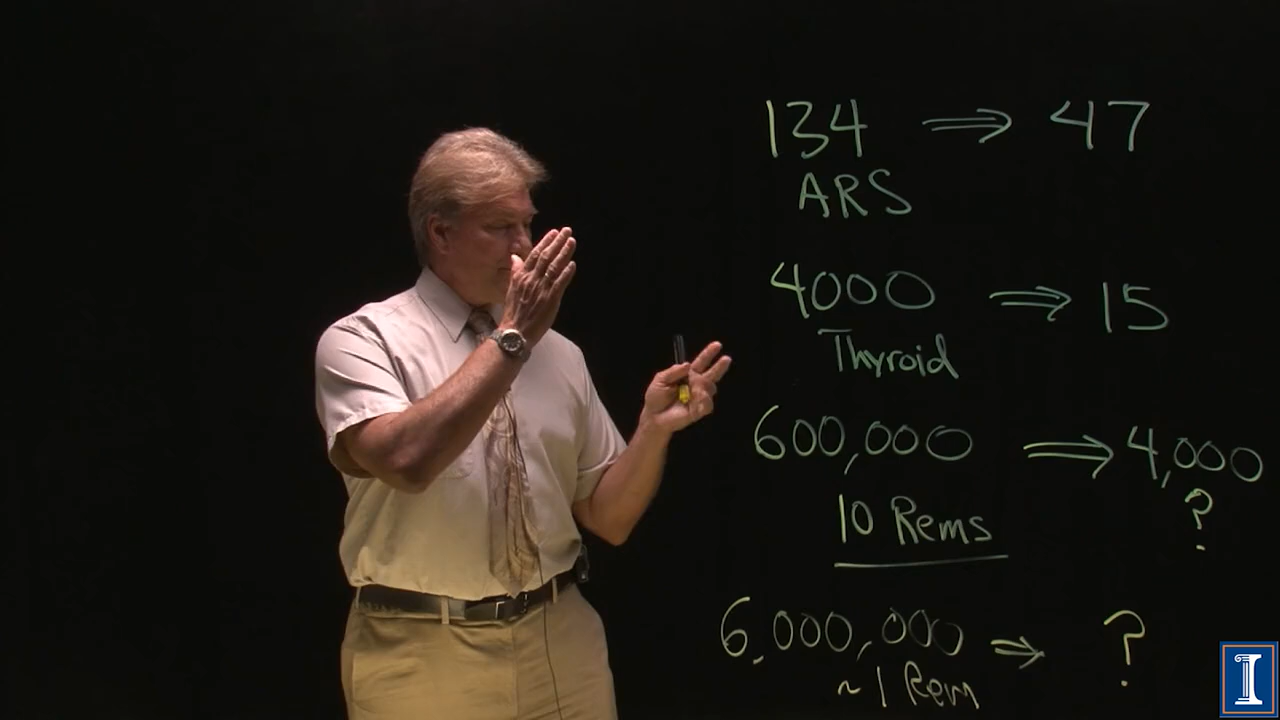 134 ⇒ 47
ARS
4000 ⇒ 15
Thyroid
600,000 ⇒ 4,000
?
10 Rems
6,000,000 ⇒ ?
~1 Rem
I